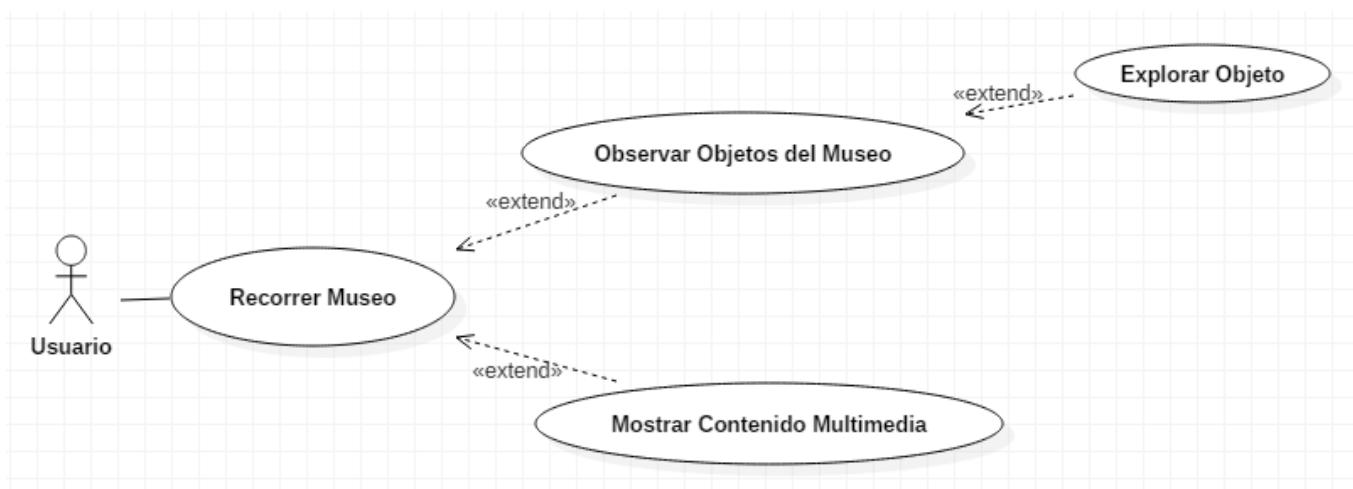 Explorar Objeto
«extend»
Observar Objetos del Museo
«extend»
Recorrer Museo
Usuario
«extend»
Mostrar Contenido Multimedia